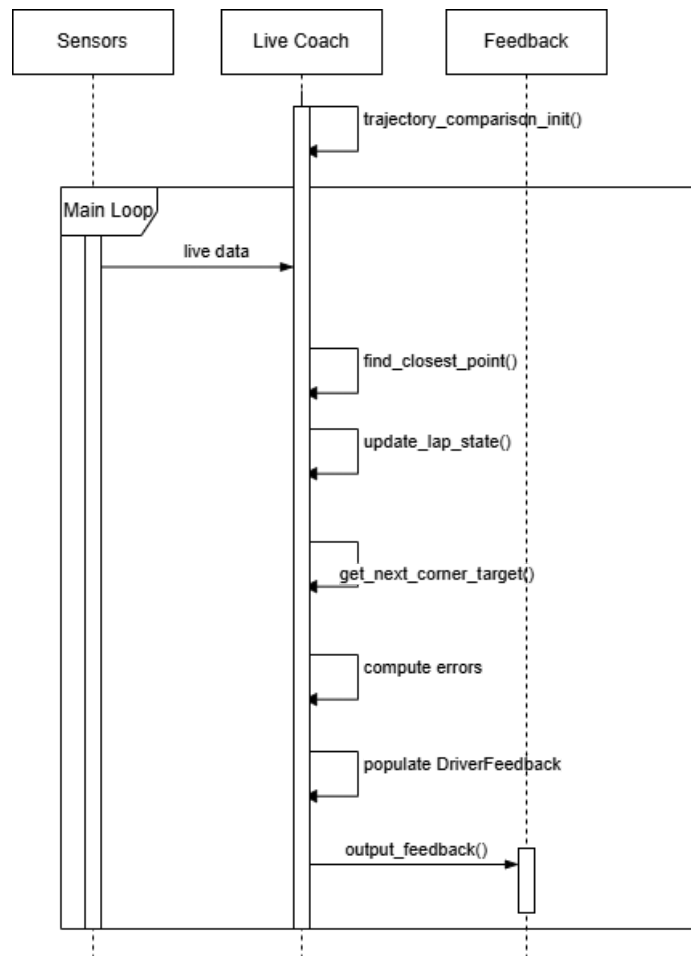 Sensors
Live Coach
Feedback
trajectory_comparison_init()
Main Loop
live data
find_closest_point()
update_lap_state()
get_next_corner_target()
compute errors
populate DriverFeedback
output_feedback()